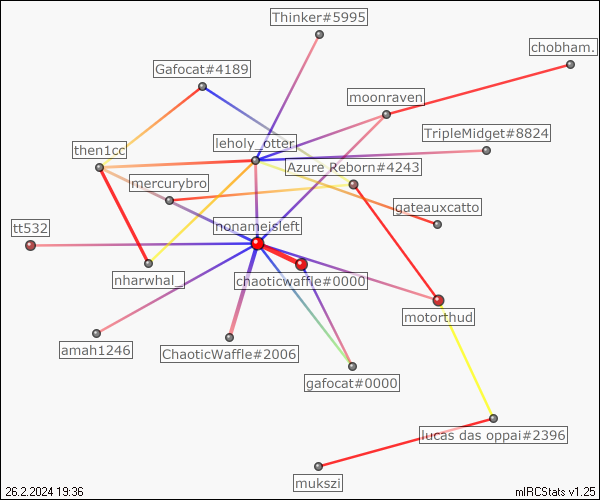 Thinker#5995
chobham.
Gafocat#4189
moonraven
TripleMidget#8824
leholy_otter
then1cc
Azure Reborn#4243
mercurybro
gateauxcatto
nonameisleft
tt532
nharwhal_
chaoticwaffle#0000
motorthud
amah1246
ChaoticWaffle#2006
gafocat#0000
lucas das oppai#2396
mukszi
26.2.2024 19:36
mIRCStats v1.25